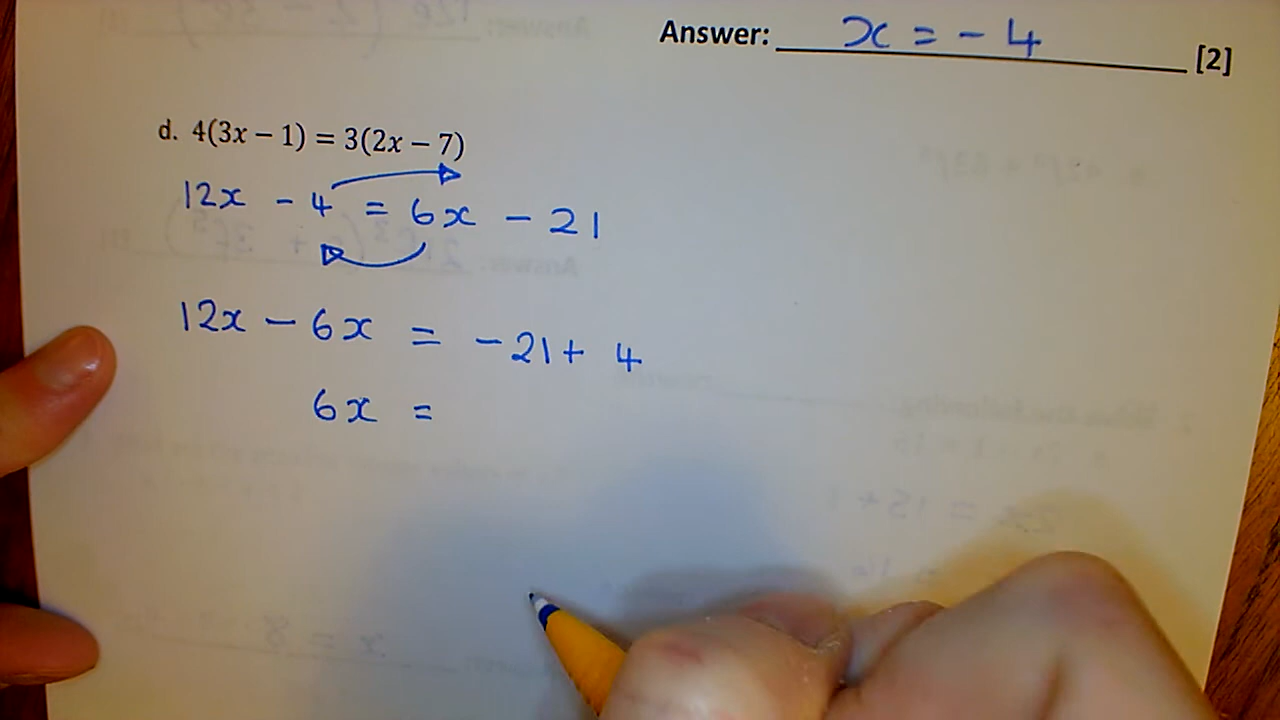 Answer: x = - 4 [2]
d. 4(3x − 1) = 3(2x − 7)
12x - 4 = 6x - 21
12x - 6x = -21 + 4
6x =